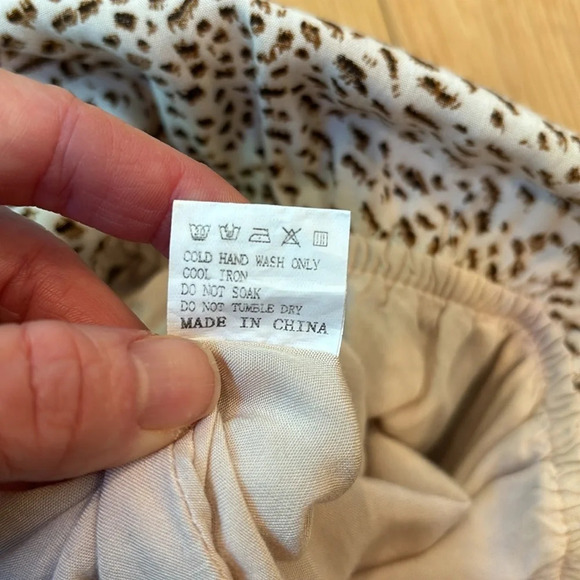 COLD HAND WASH ONLY
COOL IRON
DO NOT SOAK
DO NOT TUMBLE DRY
MADE IN CHINA